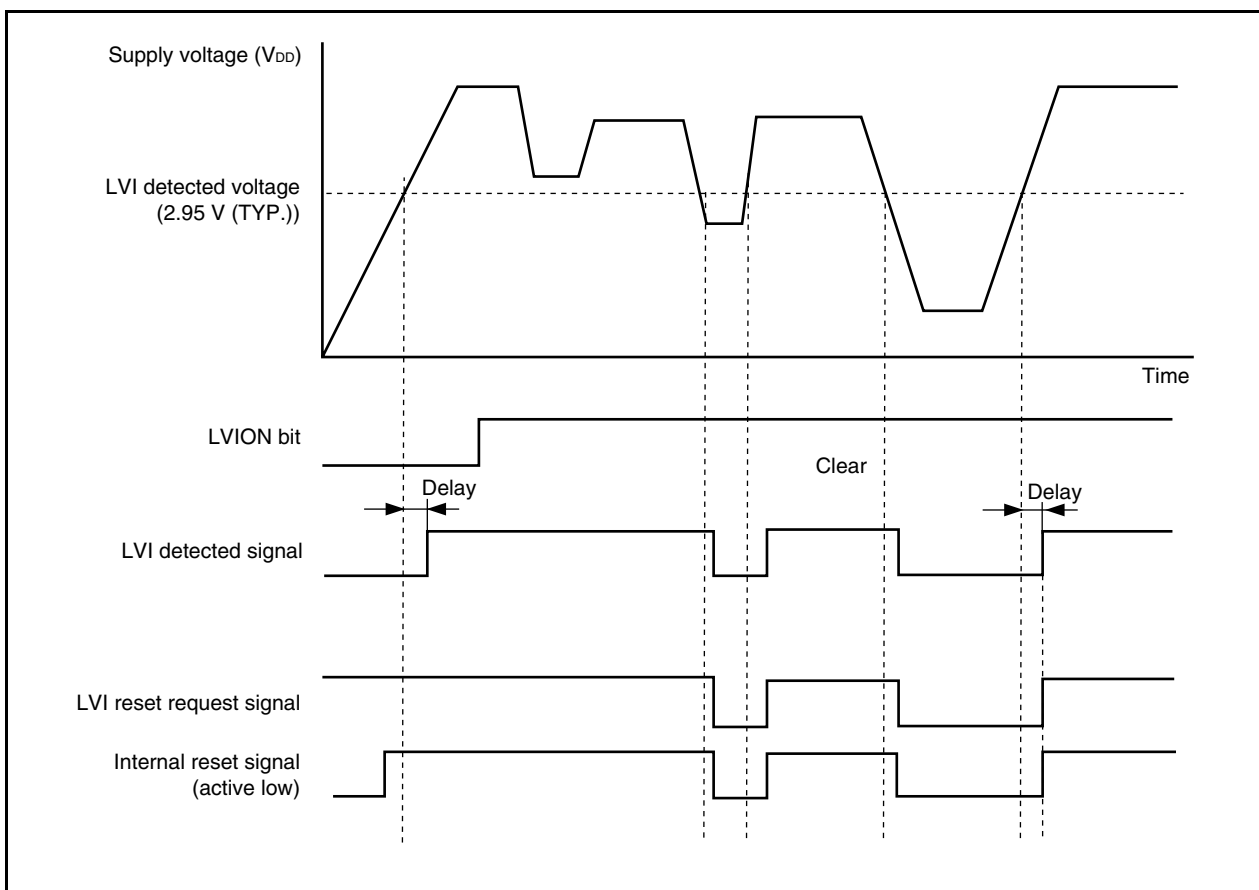 Supply voltage (VDD)
LVI detected voltage
(2.95 V (TYP.))
Time
LVION bit
Clear
Delay
Delay
LVI detected signal
LVI reset request signal
Internal reset signal
(active low)